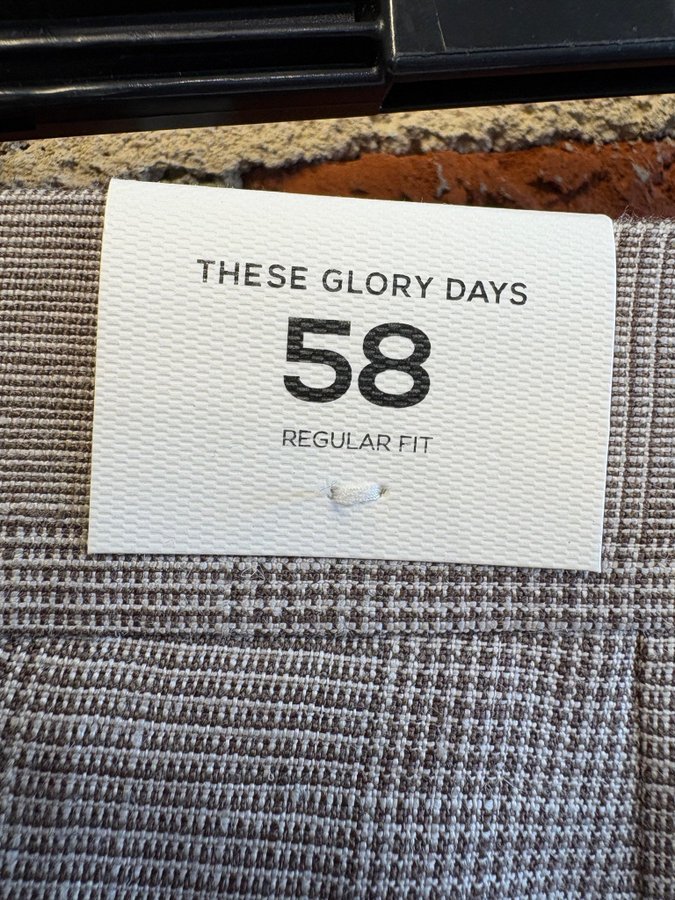 THESE GLORY DAYS
58
REGULAR FIT